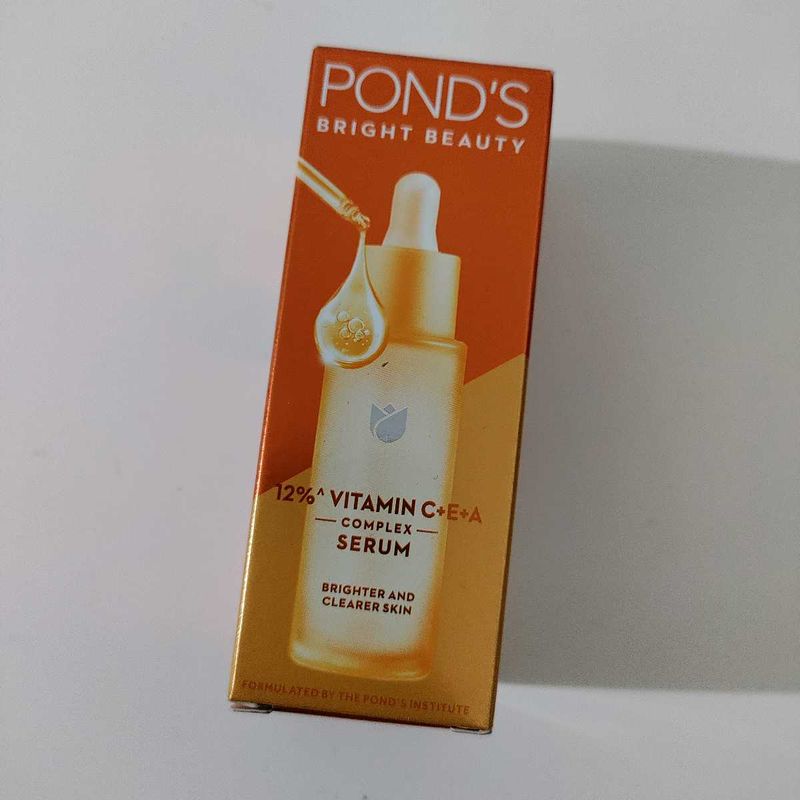 POND'S
BRIGHT BEAUTY
12%^ VITAMIN C+E+A
COMPLEX
SERUM
BRIGHTER AND
CLEARER SKIN
FORMULATED BY THE POND'S INSTITUTE